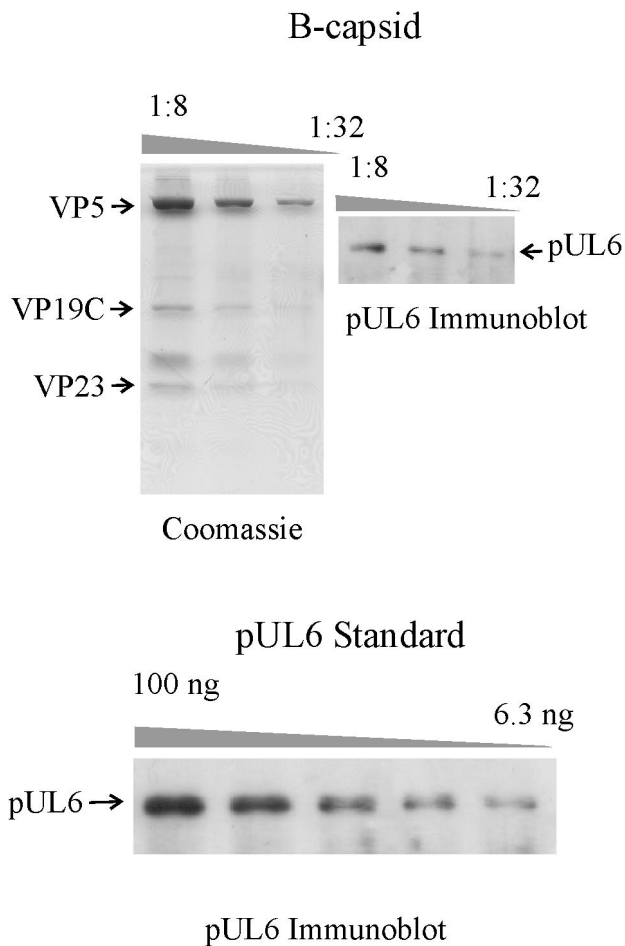 B-capsid
1:8
1:32
VP5
VP19C
VP23
Coomassie
1:8
1:32
pUL6
pUL6 Immunoblot
pUL6 Standard
100 ng
6.3 ng
pUL6
pUL6 Immunoblot